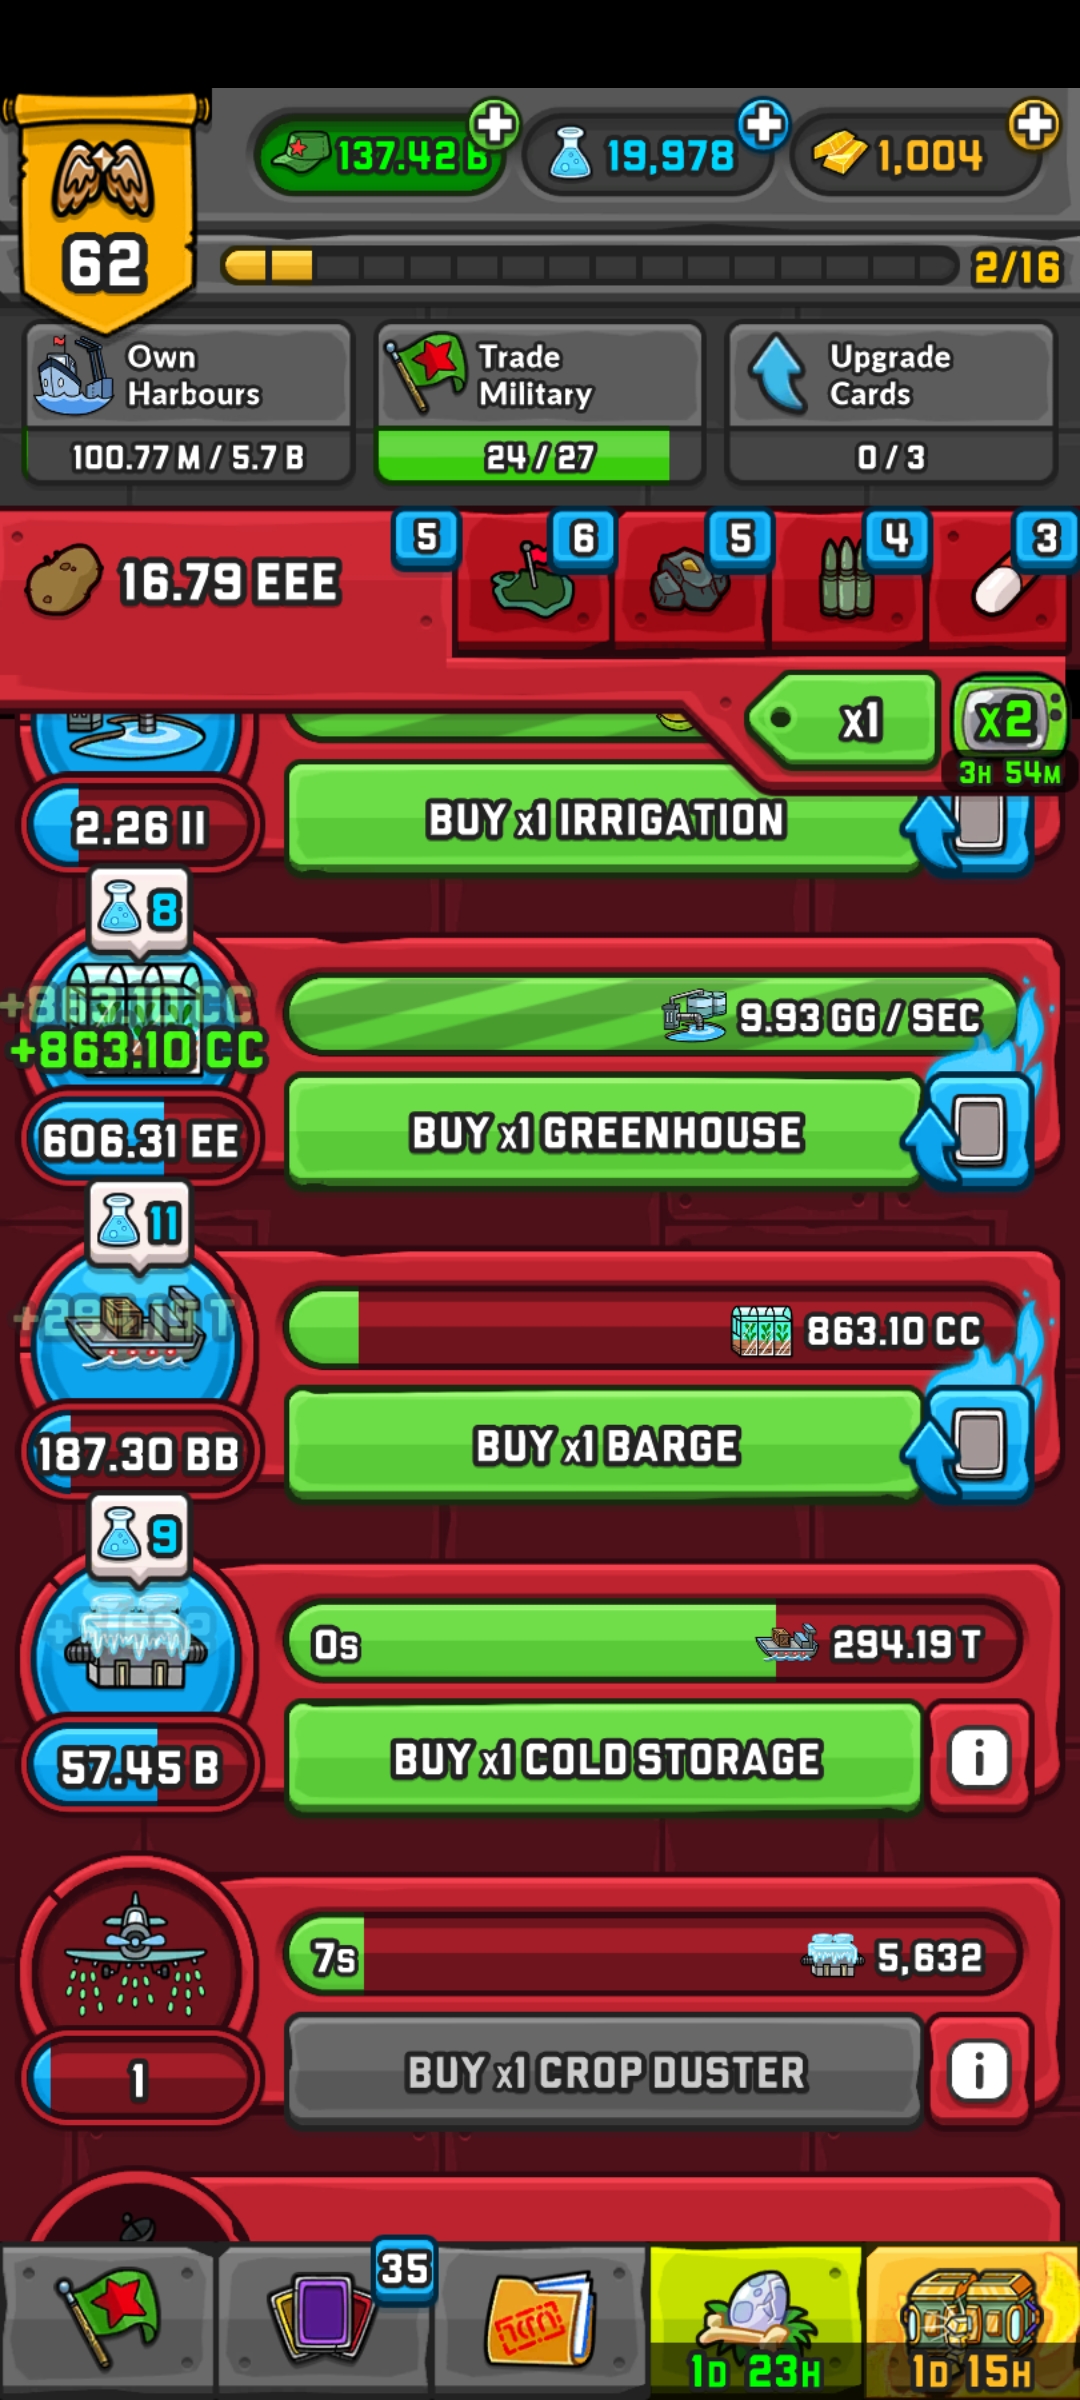 137.42 B
19,978
1,004
62
2/16
Own
Harbours
100.77 M / 5.7 B
Trade
Military
24 / 27
Upgrade
Cards
0 / 3
16.79 EEE
5
6
5
4
3
x1
x2
3H 54M
2.26 II
BUY x1 IRRIGATION
8
+863.10 CC
9.93 GG / SEC
606.31 EE
BUY x1 GREENHOUSE
11
863.10 CC
187.30 BB
BUY x1 BARGE
9
0s
294.19 T
57.45 B
BUY x1 COLD STORAGE
i
7s
5,632
1
BUY x1 CROP DUSTER
i
35
1D 23H
1D 15H